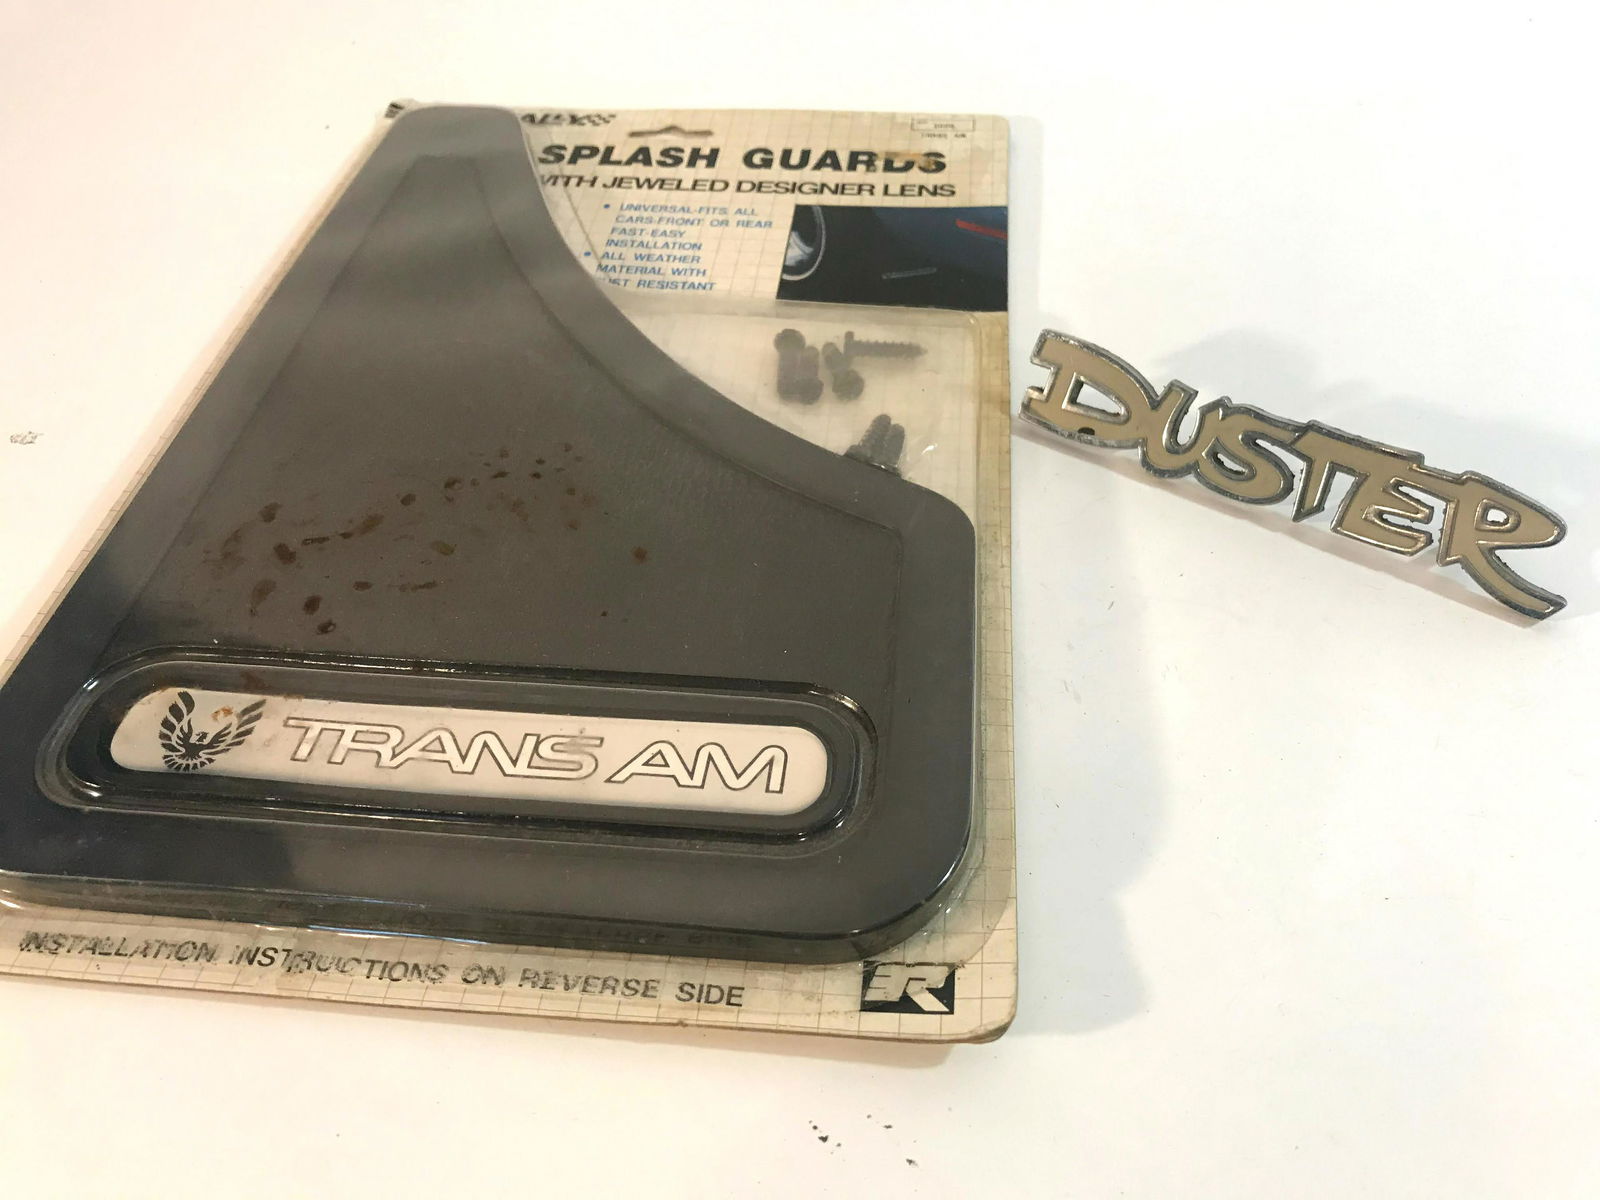 SPLASH GUARDS
WITH JEWELED DESIGNER LENS
• UNIVERSAL-FITS ALL
CARS-FRONT OR REAR
FAST-EASY
INSTALLATION
• ALL WEATHER
MATERIAL WITH
RESISTANT
DUSTER
TRANS AM
INSTALLATION INSTRUCTIONS ON REVERSE SIDE